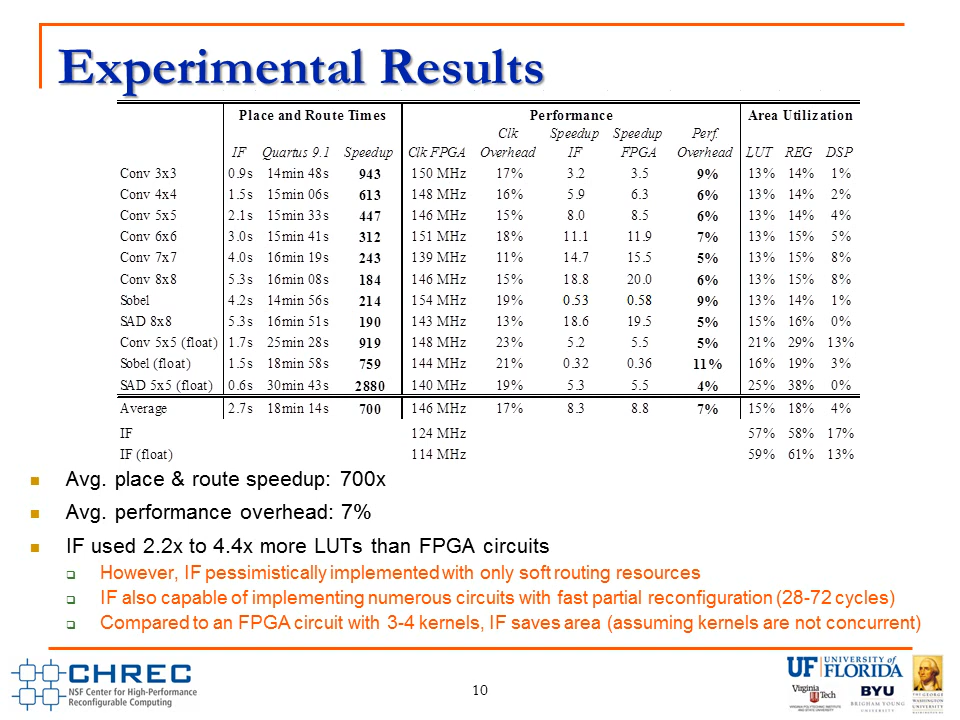 Experimental Results
Place and Route Times Performance Area Utilization
Clk Speedup Speedup Perf.
IF Quartus 9.1 Speedup Clk FPGA Overhead IF FPGA Overhead LUT REG DSP
Conv 3x3 0.9s 14min 48s 943 150 MHz 17% 3.2 3.5 9% 13% 14% 1%
Conv 4x4 1.5s 15min 06s 613 148 MHz 16% 5.9 6.3 6% 13% 14% 2%
Conv 5x5 2.1s 15min 33s 447 146 MHz 15% 8.0 8.5 6% 13% 14% 4%
Conv 6x6 3.0s 15min 41s 312 151 MHz 18% 11.1 11.9 7% 13% 15% 5%
Conv 7x7 4.0s 16min 19s 243 139 MHz 11% 14.7 15.5 5% 13% 15% 8%
Conv 8x8 5.3s 16min 08s 184 146 MHz 15% 18.8 20.0 6% 13% 15% 8%
Sobel 4.2s 14min 56s 214 154 MHz 19% 0.53 0.58 9% 13% 14% 1%
SAD 8x8 5.3s 16min 51s 190 143 MHz 13% 18.6 19.5 5% 15% 16% 0%
Conv 5x5 (float) 1.7s 25min 28s 919 148 MHz 23% 5.2 5.5 5% 21% 29% 13%
Sobel (float) 1.5s 18min 58s 759 144 MHz 21% 0.32 0.36 11% 16% 19% 3%
SAD 5x5 (float) 0.6s 30min 43s 2880 140 MHz 19% 5.3 5.5 4% 25% 38% 0%
Average 2.7s 18min 14s 700 146 MHz 17% 8.3 8.8 7% 15% 18% 4%
IF 124 MHz 57% 58% 17%
IF (float) 114 MHz 59% 61% 13%
Avg. place & route speedup: 700x
Avg. performance overhead: 7%
IF used 2.2x to 4.4x more LUTs than FPGA circuits
However, IF pessimistically implemented with only soft routing resources
IF also capable of implementing numerous circuits with fast partial reconfiguration (28-72 cycles)
Compared to an FPGA circuit with 3-4 kernels, IF saves area (assuming kernels are not concurrent)
CHREC
NSF Center for High-Performance
Reconfigurable Computing
10
UF UNIVERSITY of
FLORIDA
Virginia
Tech
BYU
BRIGHAM YOUNG
UNIVERSITY